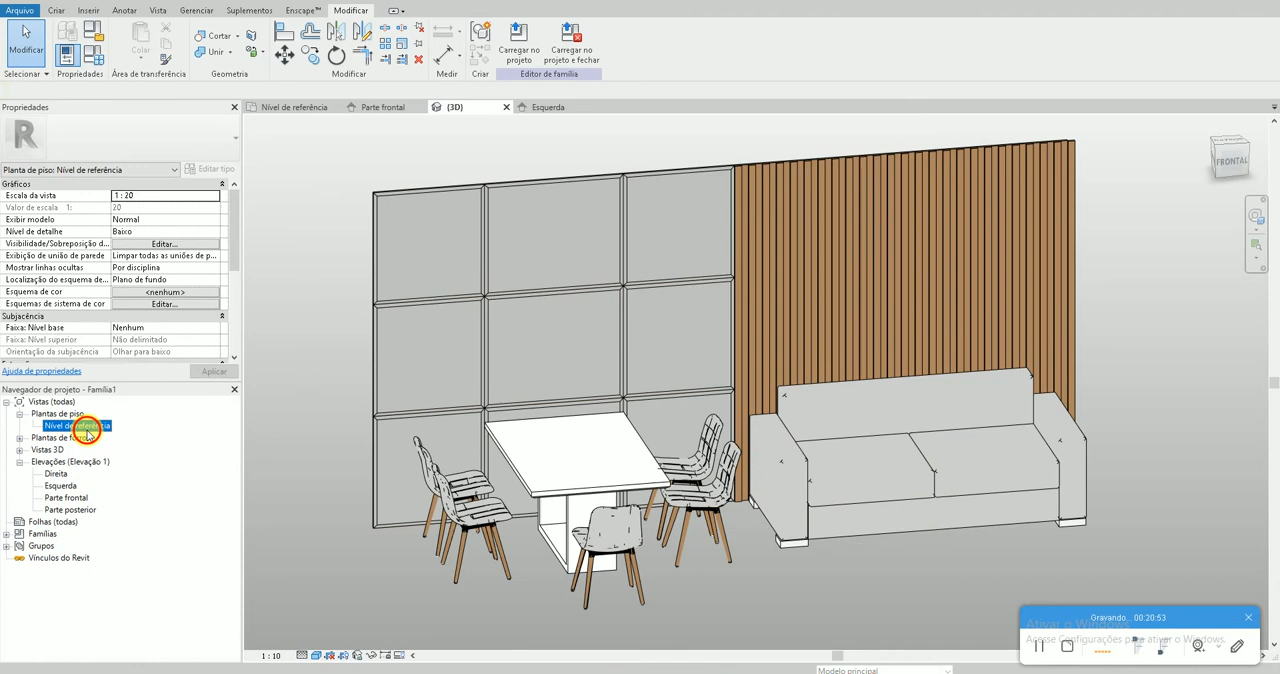 Arquivo Criar Inserir Anotar Vista Gerenciar Suplementos Enscape™ Modificar
Modificar
Colar
Cortar
Unir
Carregar no projeto
Carregar no projeto e fechar
Selecionar Propriedades Área de transferência Geometria Modificar Medir Criar Editor de família
Propriedades
Nível de referência Parte frontal {3D} Esquerda
R
Planta de piso: Nível de referência Editar tipo
Gráficos
Escala da vista 1 : 20
Valor de escala 1: 20
Exibir modelo Normal
Nível de detalhe Baixo
Visibilidade/Sobreposição d... Editar...
Exibição de união de parede Limpar todas as uniões de p...
Mostrar linhas ocultas Por disciplina
Localização do esquema de... Plano de fundo
Esquema de cor <nenhum>
Esquemas de sistema de cor Editar...
Subjacência
Faixa: Nível base Nenhum
Faixa: Nível superior Não delimitado
Orientação da subjacência Olhar para baixo
Ajuda de propriedades Aplicar
Navegador de projeto - Família1
Vistas (todas)
Plantas de piso
Nível de referência
Plantas de
Vistas 3D
Elevações (Elevação 1)
Direita
Esquerda
Parte frontal
Parte posterior
Folhas (todas)
Famílias
Grupos
Vínculos do Revit
FRONTAL
1 : 10
Modelo principal
Gravando... 00:20:53
Ativar o Windows
Acesse Configurações para ativar o Windows.